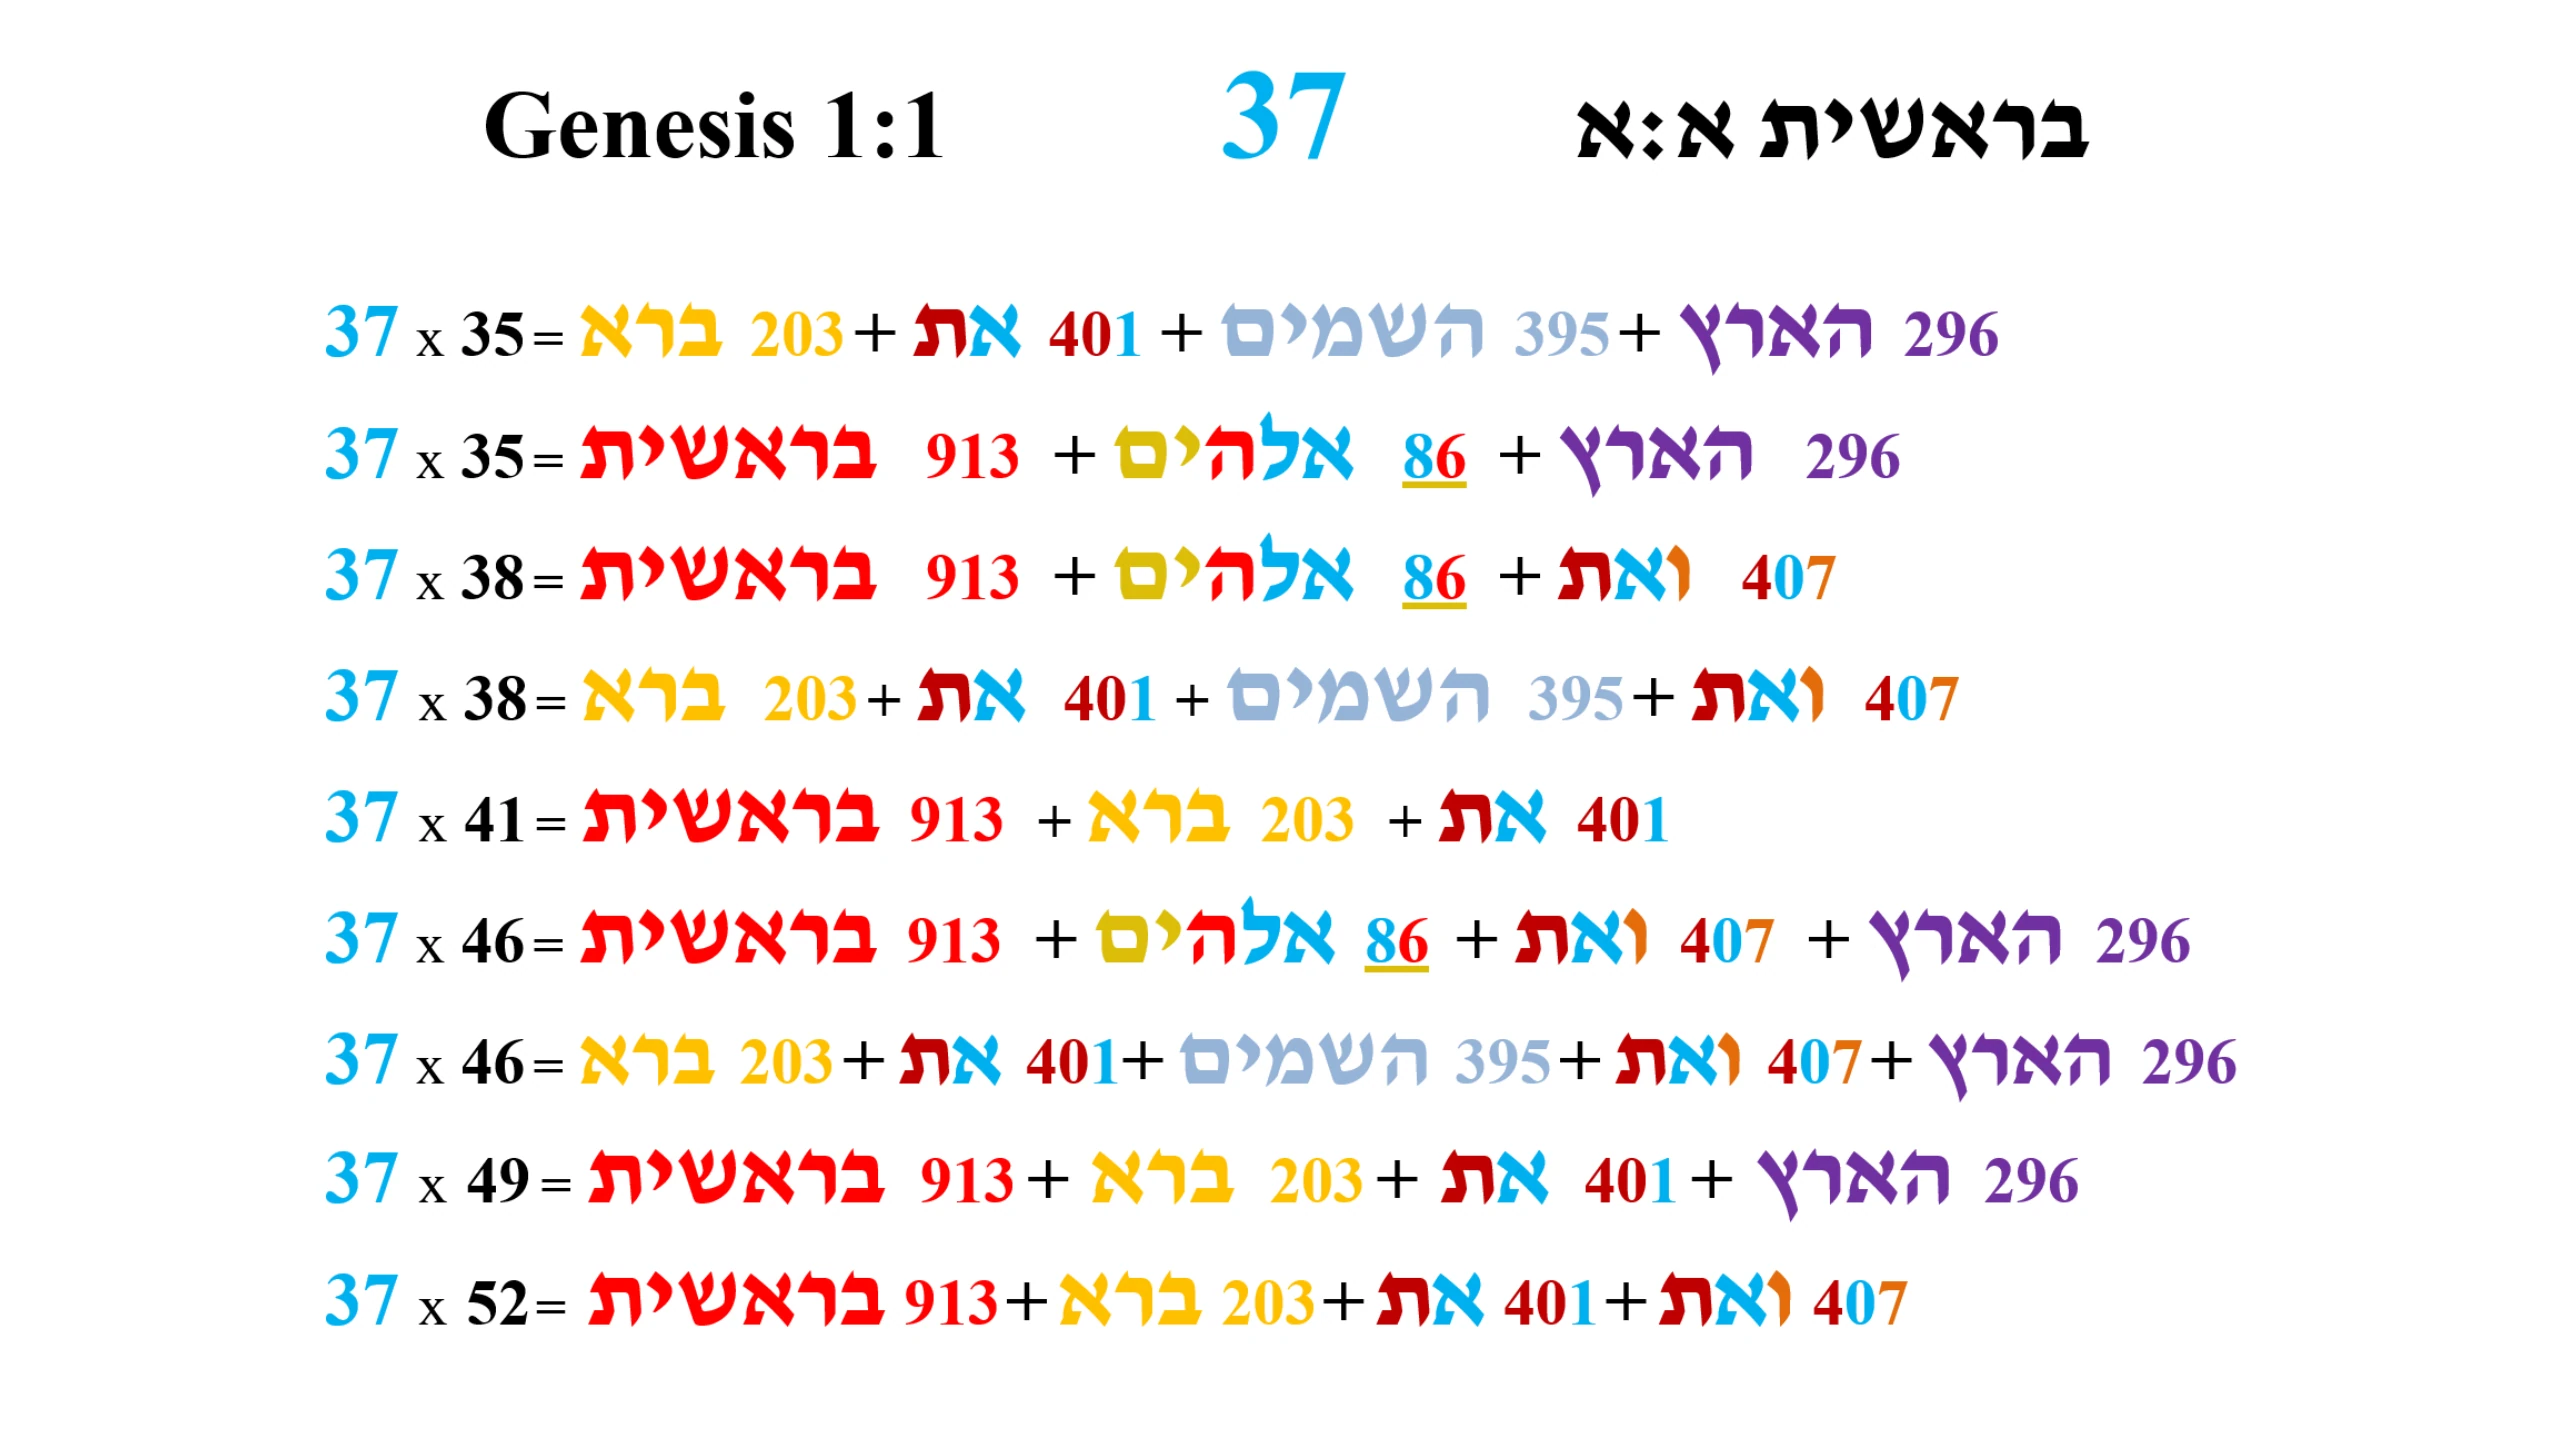 Genesis 1:1 37 בראשית א:א
37 x 35 = ברא 203 + את 401 + השמים 395 + הארץ 296
37 x 35 = בראשית 913 + אלהים 86 + הארץ 296
37 x 38 = בראשית 913 + אלהים 86 + ואת 407
37 x 38 = ברא 203 + את 401 + השמים 395 + ואת 407
37 x 41 = בראשית 913 + ברא 203 + את 401
37 x 46 = בראשית 913 + אלהים 86 + ואת 407 + הארץ 296
37 x 46 = ברא 203 + את 401 + השמים 395 + ואת 407 + הארץ 296
37 x 49 = בראשית 913 + ברא 203 + את 401 + הארץ 296
37 x 52 = בראשית 913 + ברא 203 + את 401 + ואת 407